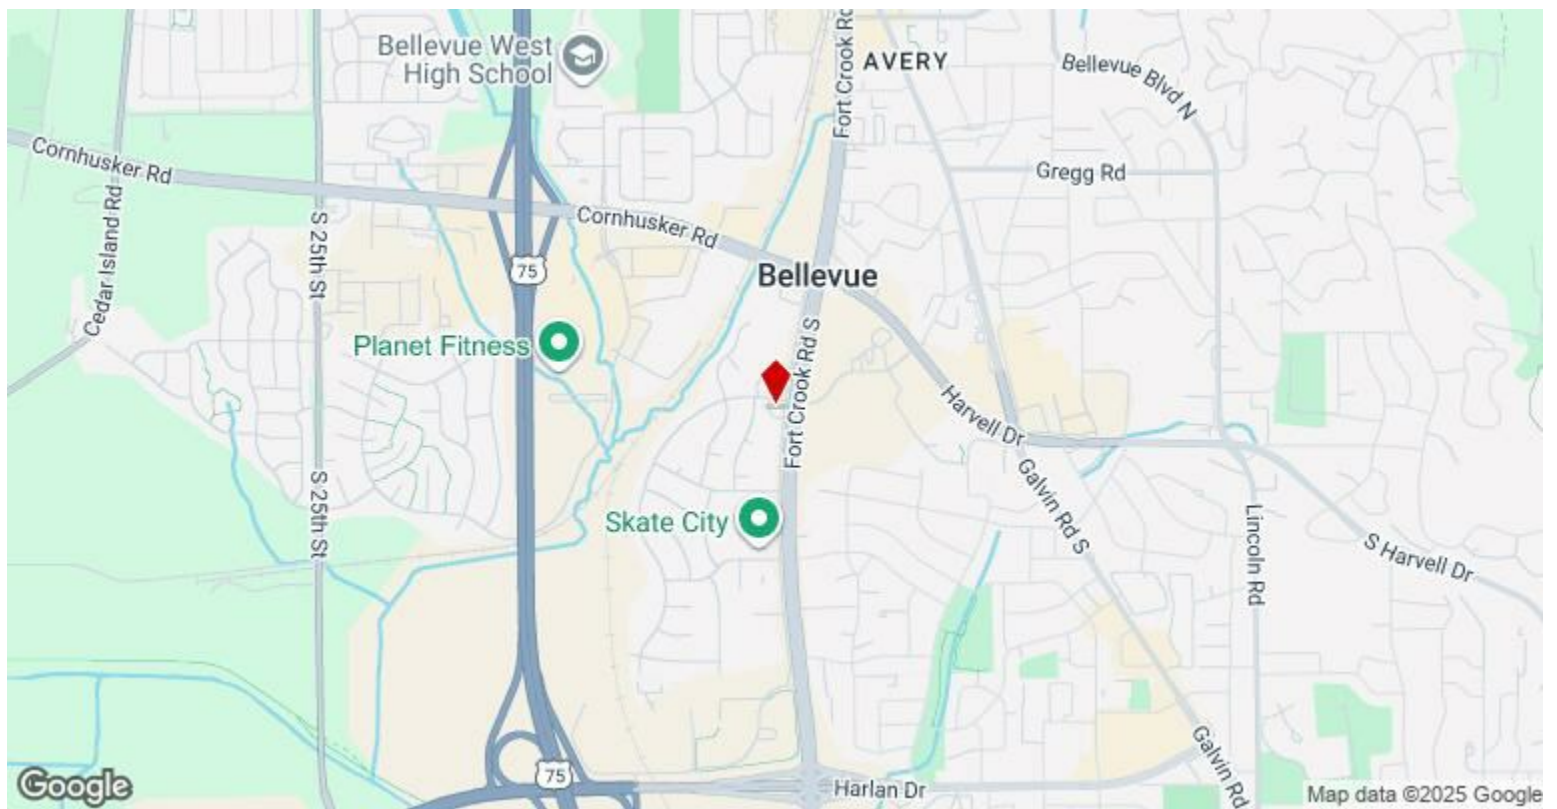 Bellevue West
High School
AVERY
Fort Crook Rd
Bellevue Blvd N
Cornhusker Rd
Gregg Rd
Cedar Island Rd
S 25th St
Cornhusker Rd
75
Bellevue
Planet Fitness
Fort Crook Rd S
Harvell Dr
S 25th St
Skate City
Galvin Rd S
Lincoln Rd
S Harvell Dr
75
Harlan Dr
Galvin Rd
Google
Map data ©2025 Google